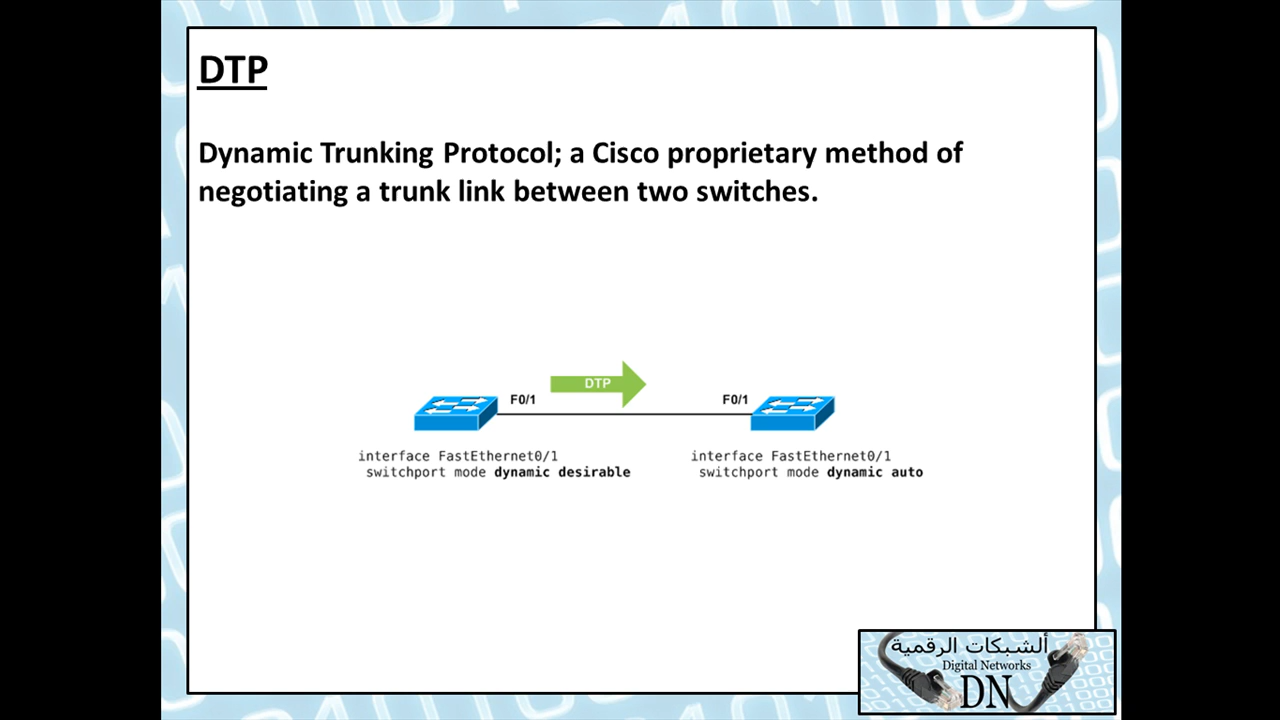 DTP
Dynamic Trunking Protocol; a Cisco proprietary method of
negotiating a trunk link between two switches.
DTP
F0/1
F0/1
interface FastEthernet0/1
switchport mode dynamic desirable
interface FastEthernet0/1
switchport mode dynamic auto
ألشبكات الرقمية
Digital Networks
DN